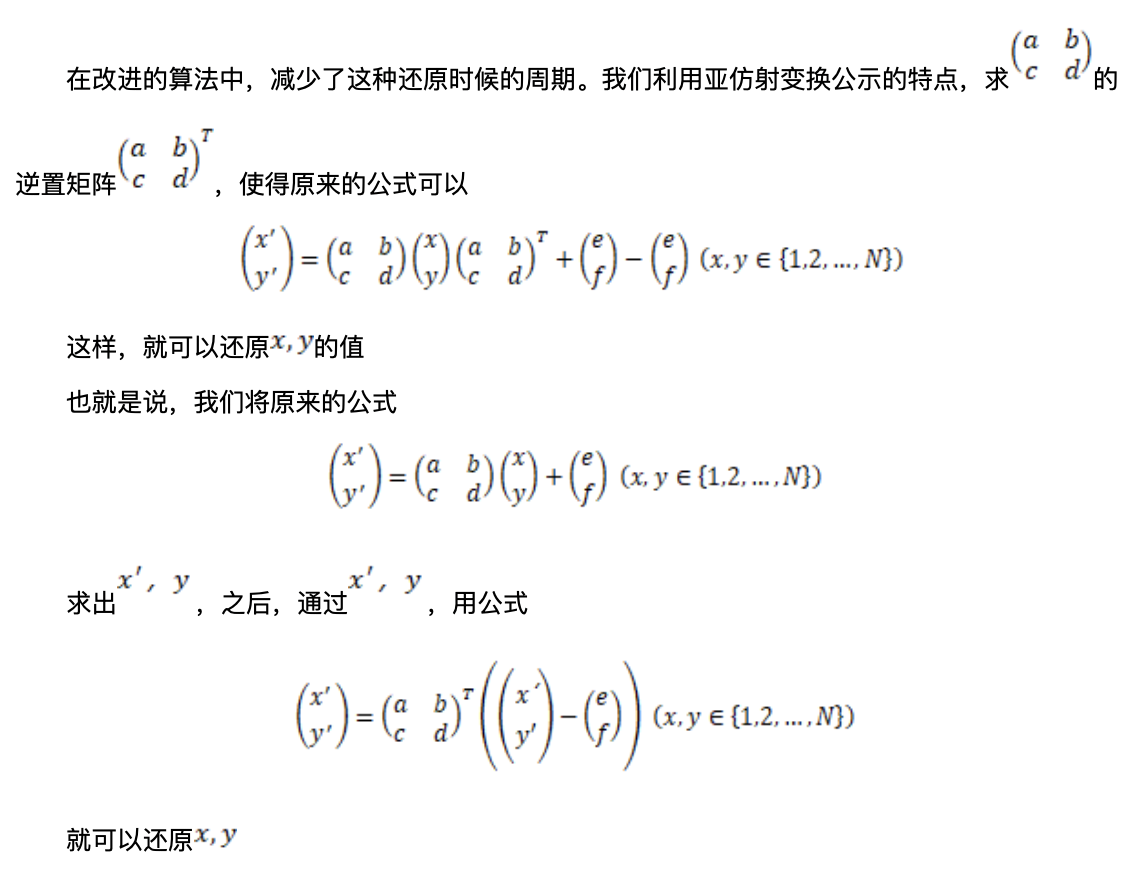 在改进的算法中，减少了这种还原时候的周期。我们利用亚仿射变换公示的特点，求$\begin{pmatrix} a & b \\ c & d \end{pmatrix}$的
逆置矩阵$\begin{pmatrix} a & b \\ c & d \end{pmatrix}^T$，使得原来的公式可以
$\begin{pmatrix} x' \\ y' \end{pmatrix} = \begin{pmatrix} a & b \\ c & d \end{pmatrix} \begin{pmatrix} x \\ y \end{pmatrix} \begin{pmatrix} a & b \\ c & d \end{pmatrix}^T + \begin{pmatrix} e \\ f \end{pmatrix} - \begin{pmatrix} e \\ f \end{pmatrix} (x, y \in \{1,2, \dots, N\})$
这样，就可以还原$x, y$的值
也就是说，我们将原来的公式
$\begin{pmatrix} x' \\ y' \end{pmatrix} = \begin{pmatrix} a & b \\ c & d \end{pmatrix} \begin{pmatrix} x \\ y \end{pmatrix} + \begin{pmatrix} e \\ f \end{pmatrix} (x, y \in \{1,2, \dots, N\})$
求出$x'，y$，之后，通过$x'，y$，用公式
$\begin{pmatrix} x' \\ y' \end{pmatrix} = \begin{pmatrix} a & b \\ c & d \end{pmatrix}^T \left( \begin{pmatrix} x' \\ y' \end{pmatrix} - \begin{pmatrix} e \\ f \end{pmatrix} \right) (x, y \in \{1,2, \dots, N\})$
就可以还原$x, y$